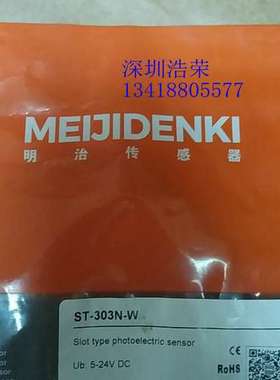 深圳浩荣
13418805577
MEIJIDENKI
明治传感器
ST-303N-W
Slot type photoelectric sensor
Ub: 5-24V DC
CE
RoHS